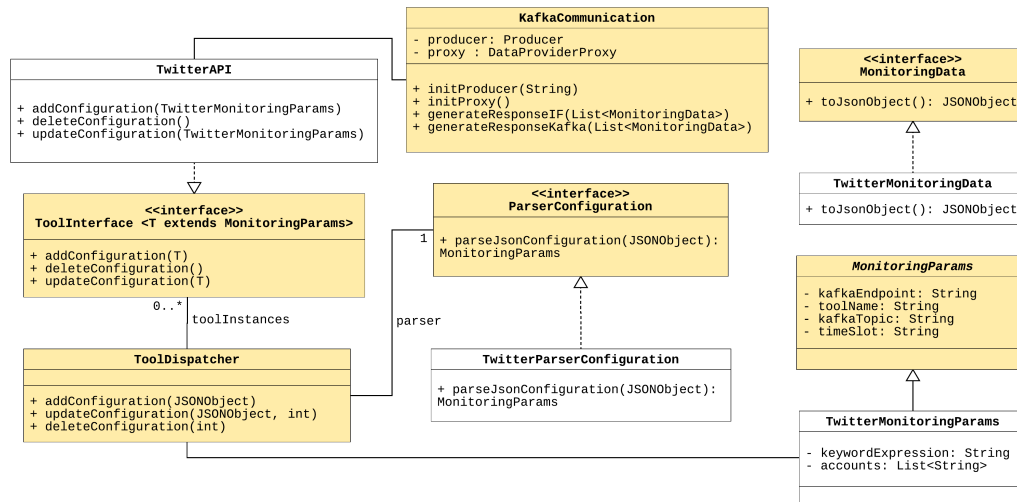 KafkaCommunication
- producer: Producer
- proxy : DataProviderProxy
+ initProducer(String)
+ initProxy()
+ generateResponseIF(List<MonitoringData>)
+ generateResponseKafka(List<MonitoringData>)
TwitterAPI
+ addConfiguration(TwitterMonitoringParams)
+ deleteConfiguration()
+ updateConfiguration(TwitterMonitoringParams)
<<interface>>
MonitoringData
+ toJsonObject(): JSONObject
TwitterMonitoringData
+ toJsonObject(): JSONObject
<<interface>>
ToolInterface <T extends MonitoringParams>
+ addConfiguration(T)
+ deleteConfiguration()
+ updateConfiguration(T)
<<interface>>
ParserConfiguration
+ parseJsonConfiguration(JSONObject):
MonitoringParams
1
MonitoringParams
- kafkaEndpoint: String
- toolName: String
- kafkaTopic: String
- timeSlot: String
0..*
toolInstances
parser
ToolDispatcher
+ addConfiguration(JSONObject)
+ updateConfiguration(JSONObject, int)
+ deleteConfiguration(int)
TwitterParserConfiguration
+ parseJsonConfiguration(JSONObject):
MonitoringParams
TwitterMonitoringParams
- keywordExpression: String
- accounts: List<String>